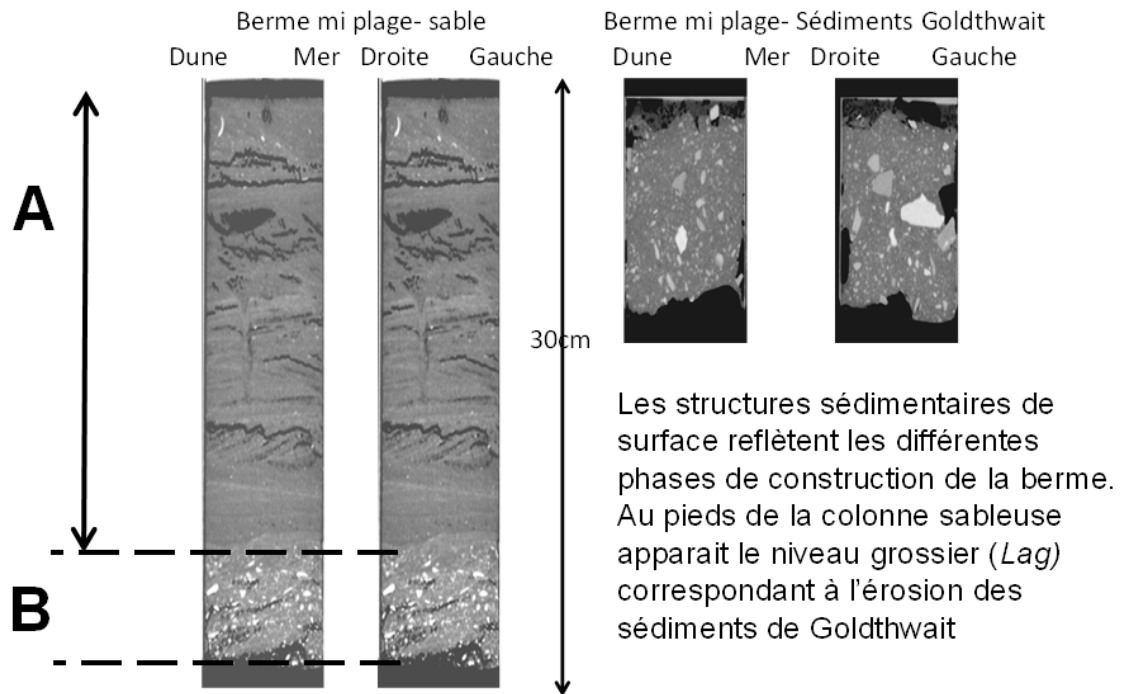 Berme mi plage- sable
Dune Mer Droite Gauche
Berme mi plage- Sédiments Goldthwait
Dune Mer Droite Gauche
A
30cm
B
Les structures sédimentaires de
surface reflètent les différentes
phases de construction de la berme.
Au pieds de la colonne sableuse
apparait le niveau grossier (Lag)
correspondant à l'érosion des
sédiments de Goldthwait